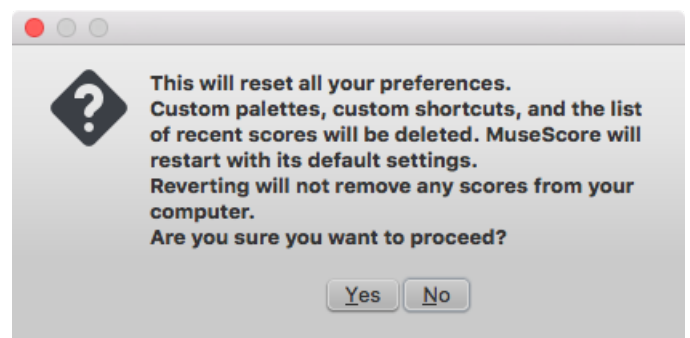 This will reset all your preferences.
Custom palettes, custom shortcuts, and the list
of recent scores will be deleted. MuseScore will
restart with its default settings.
Reverting will not remove any scores from your
computer.
Are you sure you want to proceed?
Yes No